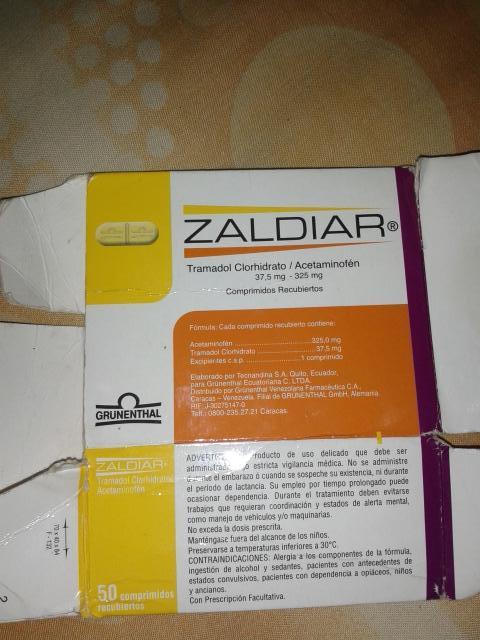 ZALDIAR®
Tramadol Clorhidrato / Acetaminofén
37,5 mg - 325 mg
Comprimidos Recubiertos
Fórmula: Cada comprimido recubierto contiene:
Acetaminofén ........................325,0 mg
Tramadol Clorhidrato ........................37,5 mg
Excipientes c.s.p. ........................1 comprimido
Elaborado por Tecnandina S.A. Quito, Ecuador,
para Grünenthal Ecuatoriana C. LTDA.
Distribuido por Grünenthal Venezolana Farmacéutica C.A.,
Caracas – Venezuela. Filial de GRÜNENTHAL GmbH, Alemania
RIF: J-30275147-0
Telf.: 0800-235.27.21 Caracas.
GRÜNENTHAL
ZALDIAR®
Tramadol Clorhidrato
Acetaminofén
50 comprimidos
recubiertos
Producto de uso delicado que debe ser
estricta vigilancia médica. No se administre
el embarazo ó cuando se sospeche su existencia, ni durante
el período de lactancia. Su empleo por tiempo prolongado puede
ocasionar dependencia. Durante el tratamiento deben evitarse
trabajos que requieran coordinación y estados de alerta mental,
como manejo de vehículos y/o maquinarias.
No exceda la dosis prescrita.
Manténgase fuera del alcance de los niños.
Preservarse a temperaturas inferiores a 30°C.
CONTRAINDICACIONES: Alergia a los componentes de la fórmula,
ingestión de alcohol y sedantes, pacientes con antecedentes de
estados convulsivos, pacientes con dependencia a opiáceos, niños
y ancianos.
Con Prescripción Facultativa.
70 x 40 x 84